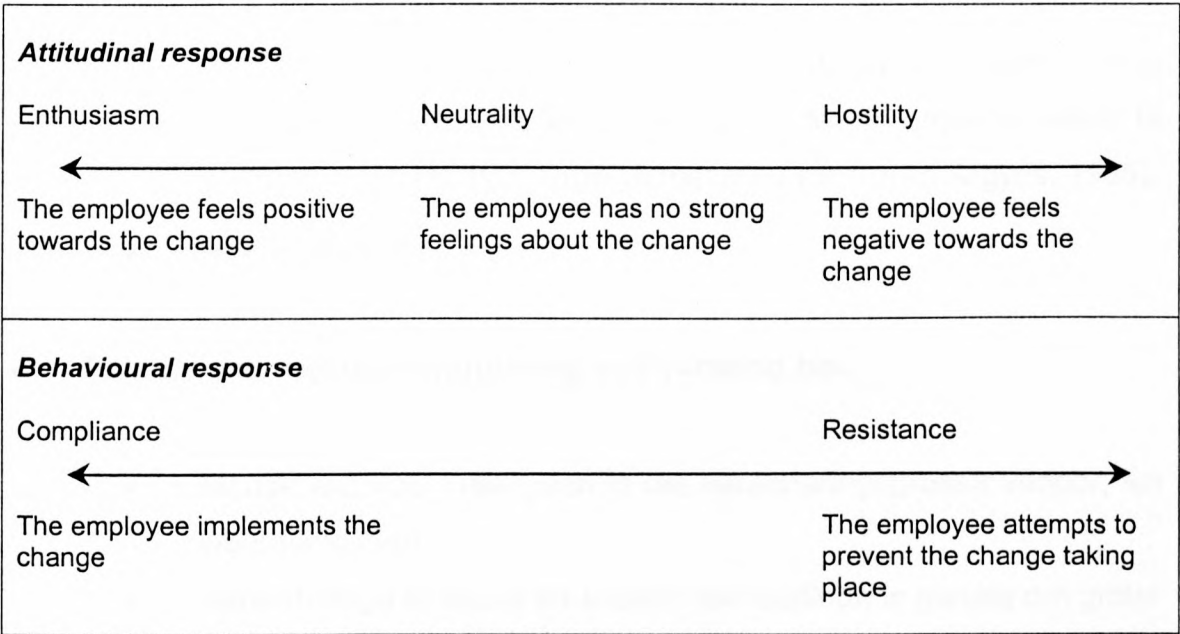 Attitudinal response
Enthusiasm Neutrality Hostility
The employee feels positive The employee has no strong The employee feels
towards the change feelings about the change negative towards the
change
Behavioural response
Compliance Resistance
The employee implements the The employee attempts to
change prevent the change taking
place